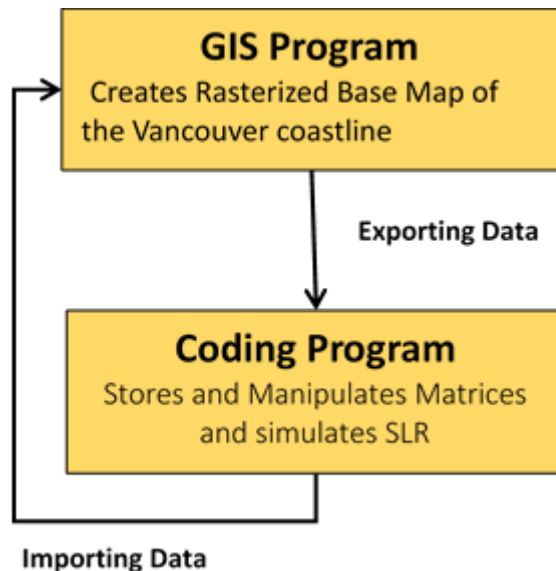 GIS Program
Creates Rasterized Base Map of
the Vancouver coastline
Exporting Data
Coding Program
Stores and Manipulates Matrices
and simulates SLR
Importing Data